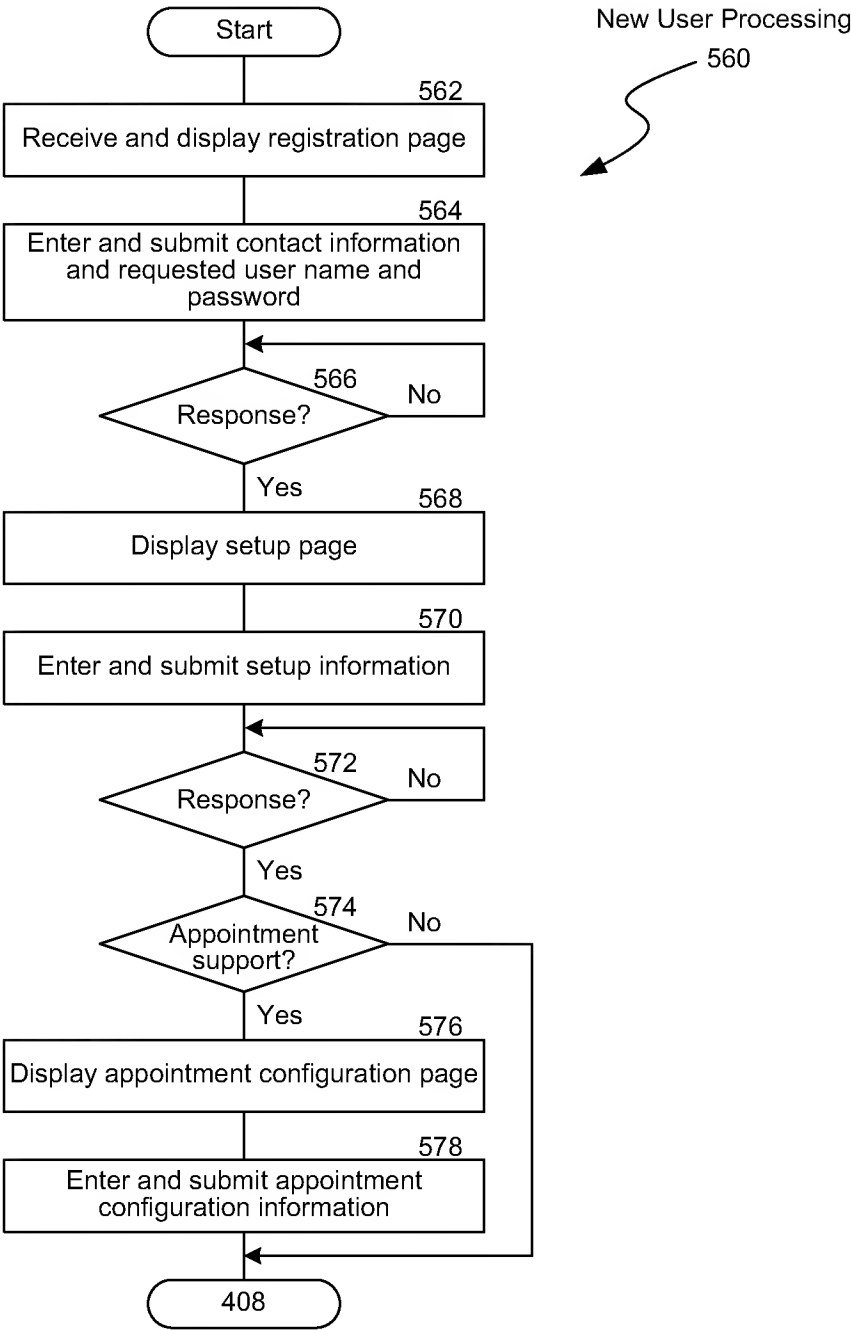 New User Processing
560
Start
562
Receive and display registration page
564
Enter and submit contact information
and requested user name and
password
566
Response?
No
Yes
568
Display setup page
570
Enter and submit setup information
572
Response?
No
Yes
574
Appointment
support?
No
Yes
576
Display appointment configuration page
578
Enter and submit appointment
configuration information
408